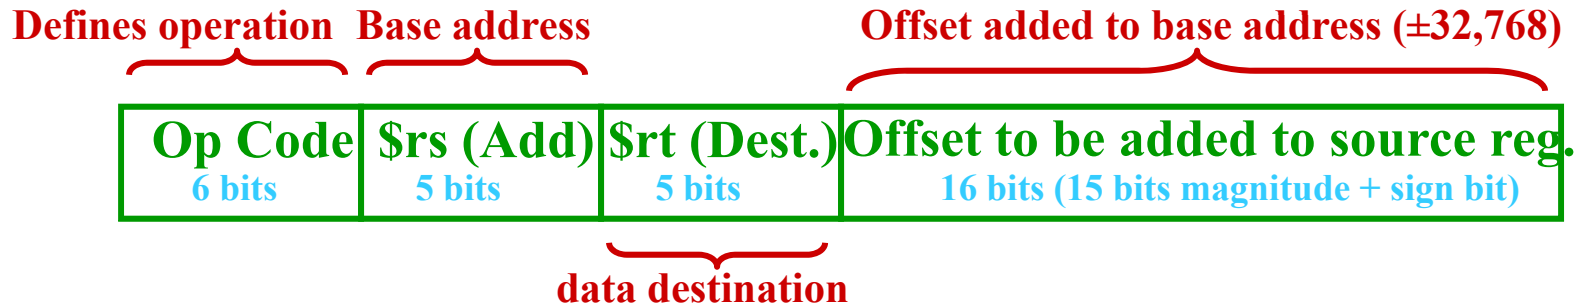 Defines operation Base address Offset added to base address (±32,768)
Op Code $rs (Add) $rt (Dest.) Offset to be added to source reg.
6 bits 5 bits 5 bits 16 bits (15 bits magnitude + sign bit)
data destination